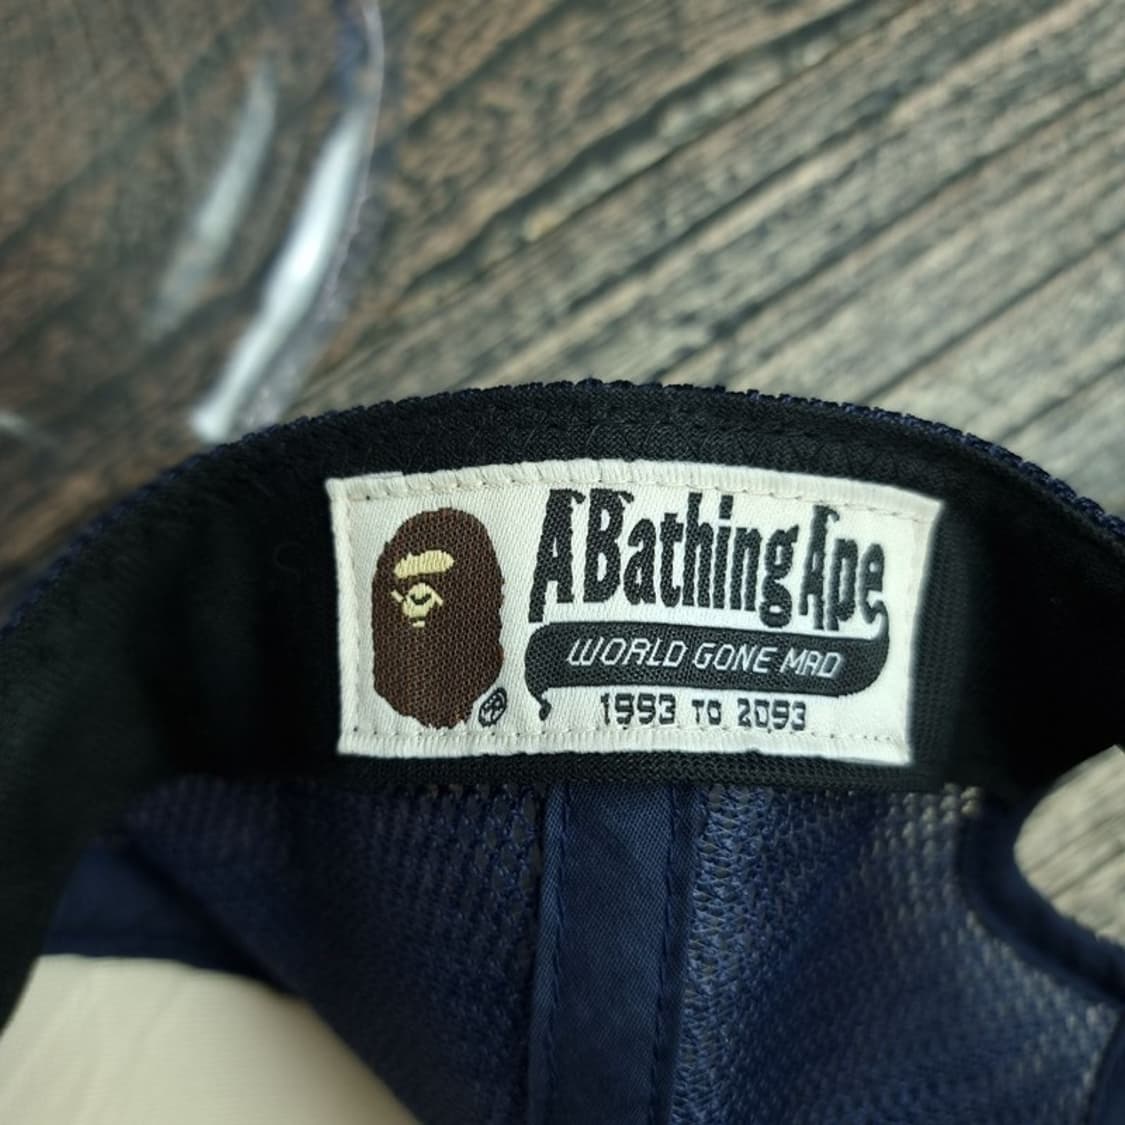 A Bathing Ape
WORLD GONE MAD
1993 TO 2093